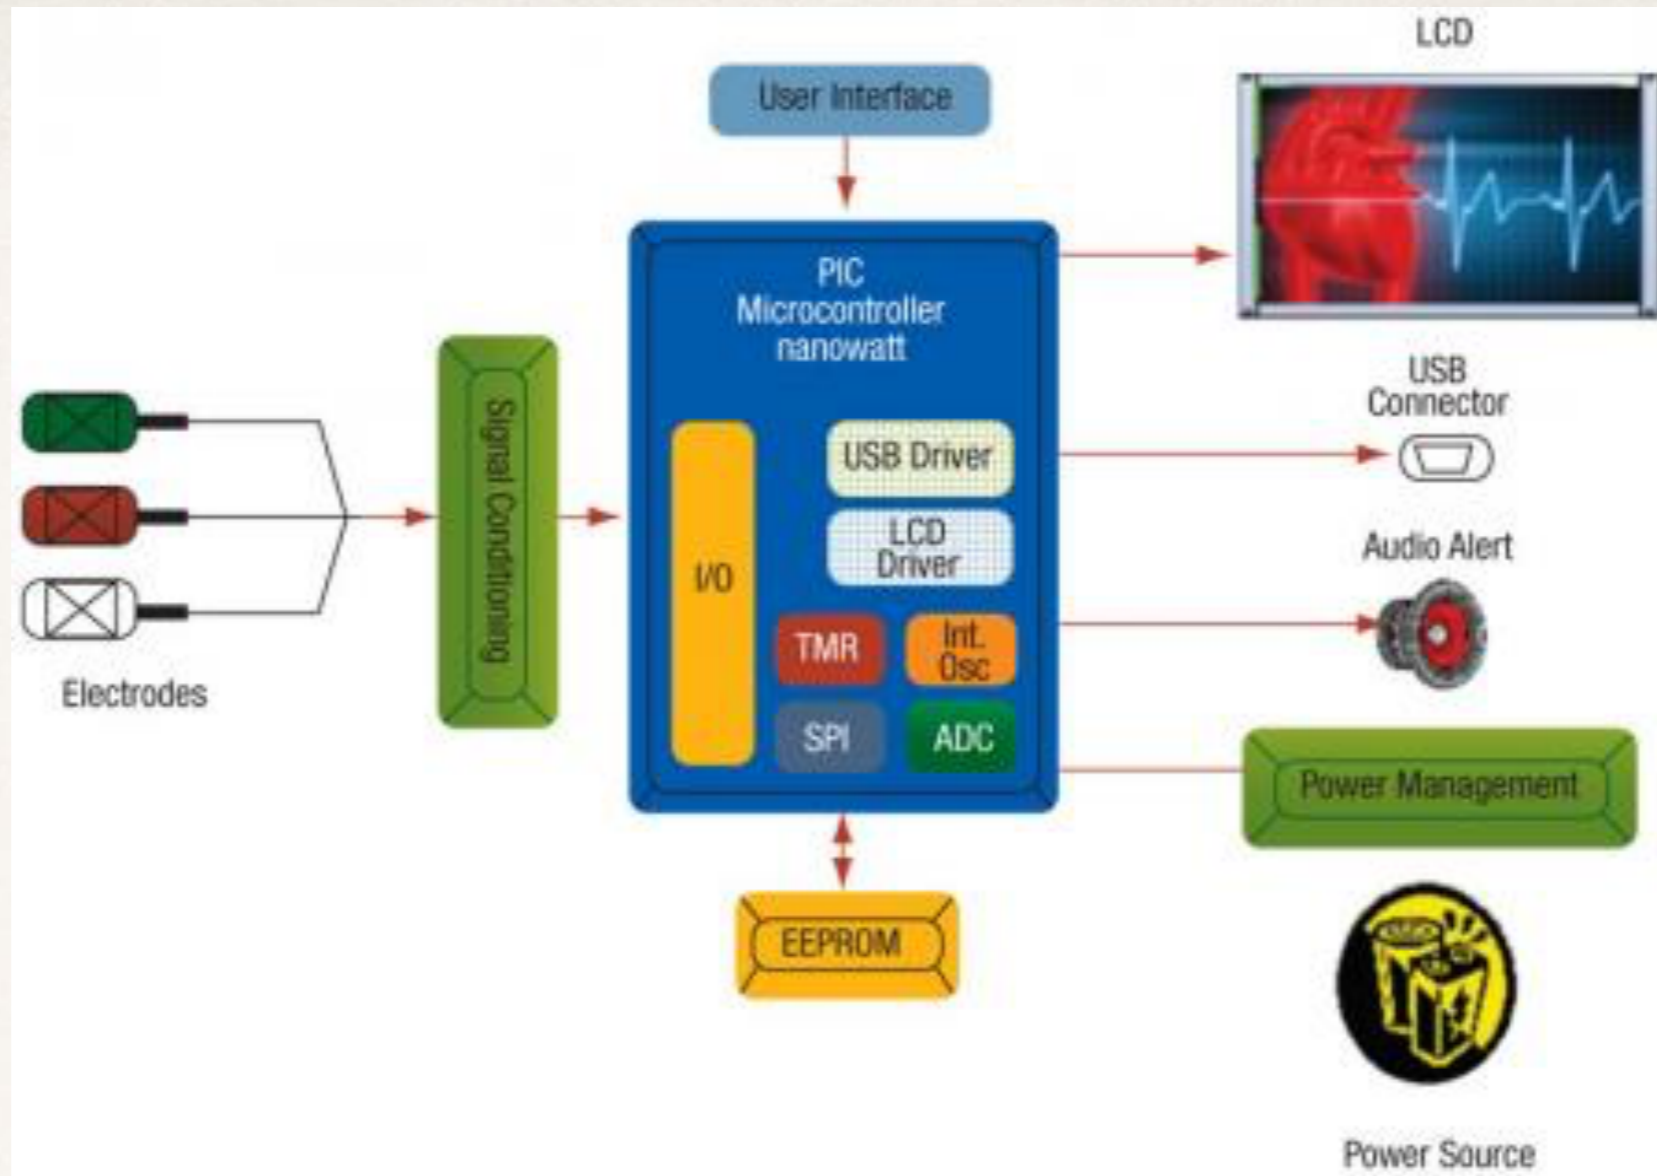 LCD
User Interface
PIC
Microcontroller
nanowatt
USB
Connector
USB Driver
Signal Conditioning
LCD
Driver
Audio Alert
I/O
TMR
Int.
Osc
Electrodes
SPI
ADC
Power Management
EEPROM
Power Source